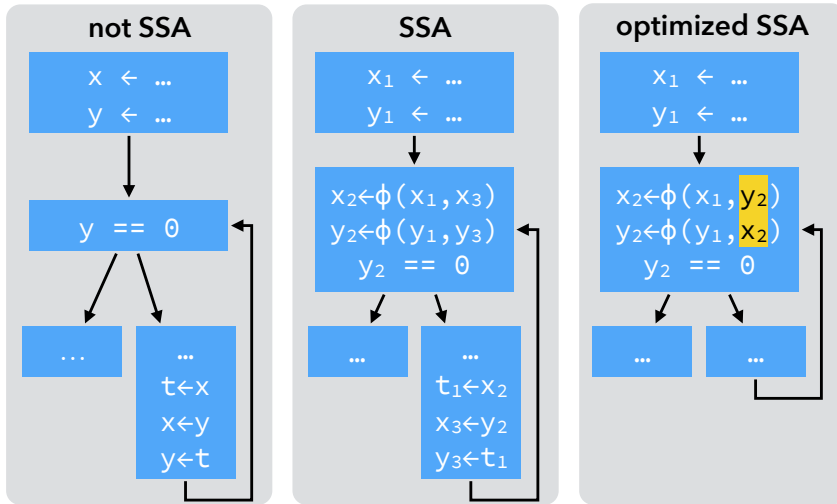 not SSA
x ← …
y ← …
y == 0
...
…
t←x
x←y
y←t
SSA
x₁ ← …
y₁ ← …
x₂←ϕ(x₁,x₃)
y₂←ϕ(y₁,y₃)
y₂ == 0
…
…
t₁←x₂
x₃←y₂
y₃←t₁
optimized SSA
x₁ ← …
y₁ ← …
x₂←ϕ(x₁,y₂)
y₂←ϕ(y₁,x₂)
y₂ == 0
…
…